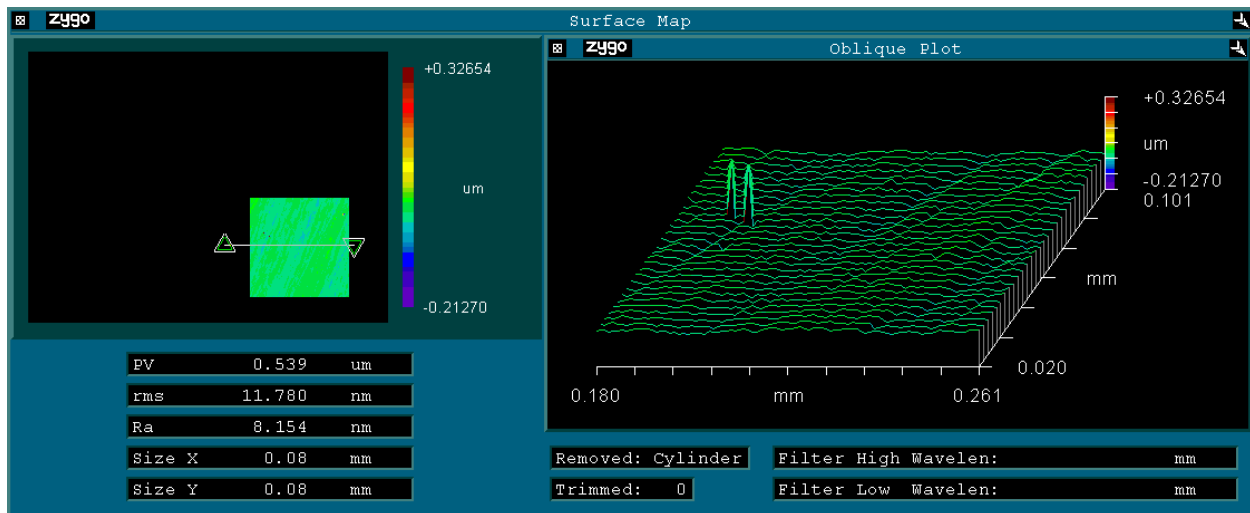 zygo Surface Map
zygo Oblique Plot
+0.32654
um
-0.21270
+0.32654
um
-0.21270
0.101
mm
0.020
0.180 mm 0.261
PV 0.539 um
rms 11.780 nm
Ra 8.154 nm
Size X 0.08 mm
Size Y 0.08 mm
Removed: Cylinder
Trimmed: 0
Filter High Wavelen: mm
Filter Low Wavelen: mm